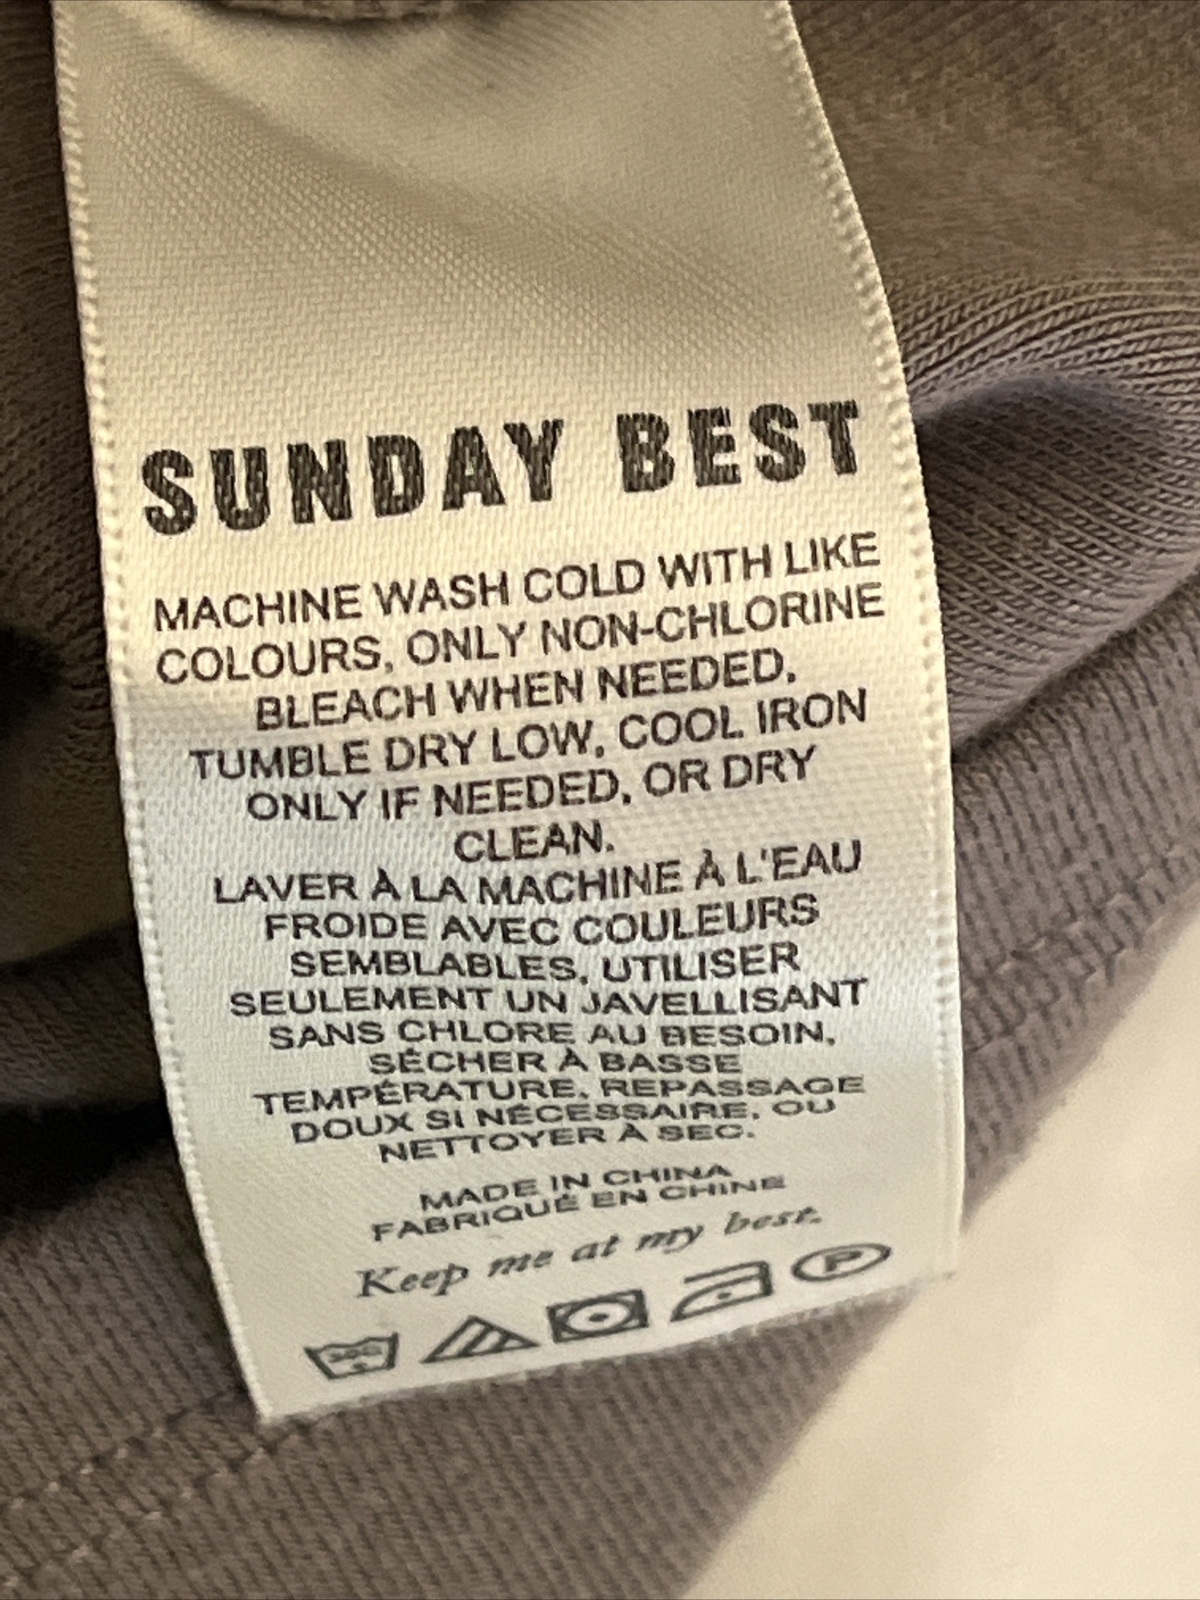 SUNDAY BEST
MACHINE WASH COLD WITH LIKE
COLOURS, ONLY NON-CHLORINE
BLEACH WHEN NEEDED,
TUMBLE DRY LOW, COOL IRON
ONLY IF NEEDED, OR DRY
CLEAN.
LAVER À LA MACHINE À L'EAU
FROIDE AVEC COULEURS
SEMBLABLES, UTILISER
SEULEMENT UN JAVELLISANT
SANS CHLORE AU BESOIN,
SÉCHER À BASSE
TEMPÉRATURE, REPASSAGE
DOUX SI NÉCESSAIRE, OU
NETTOYER À SEC.
MADE IN CHINA
FABRIQUÉ EN CHINE
Keep me at my best.
P